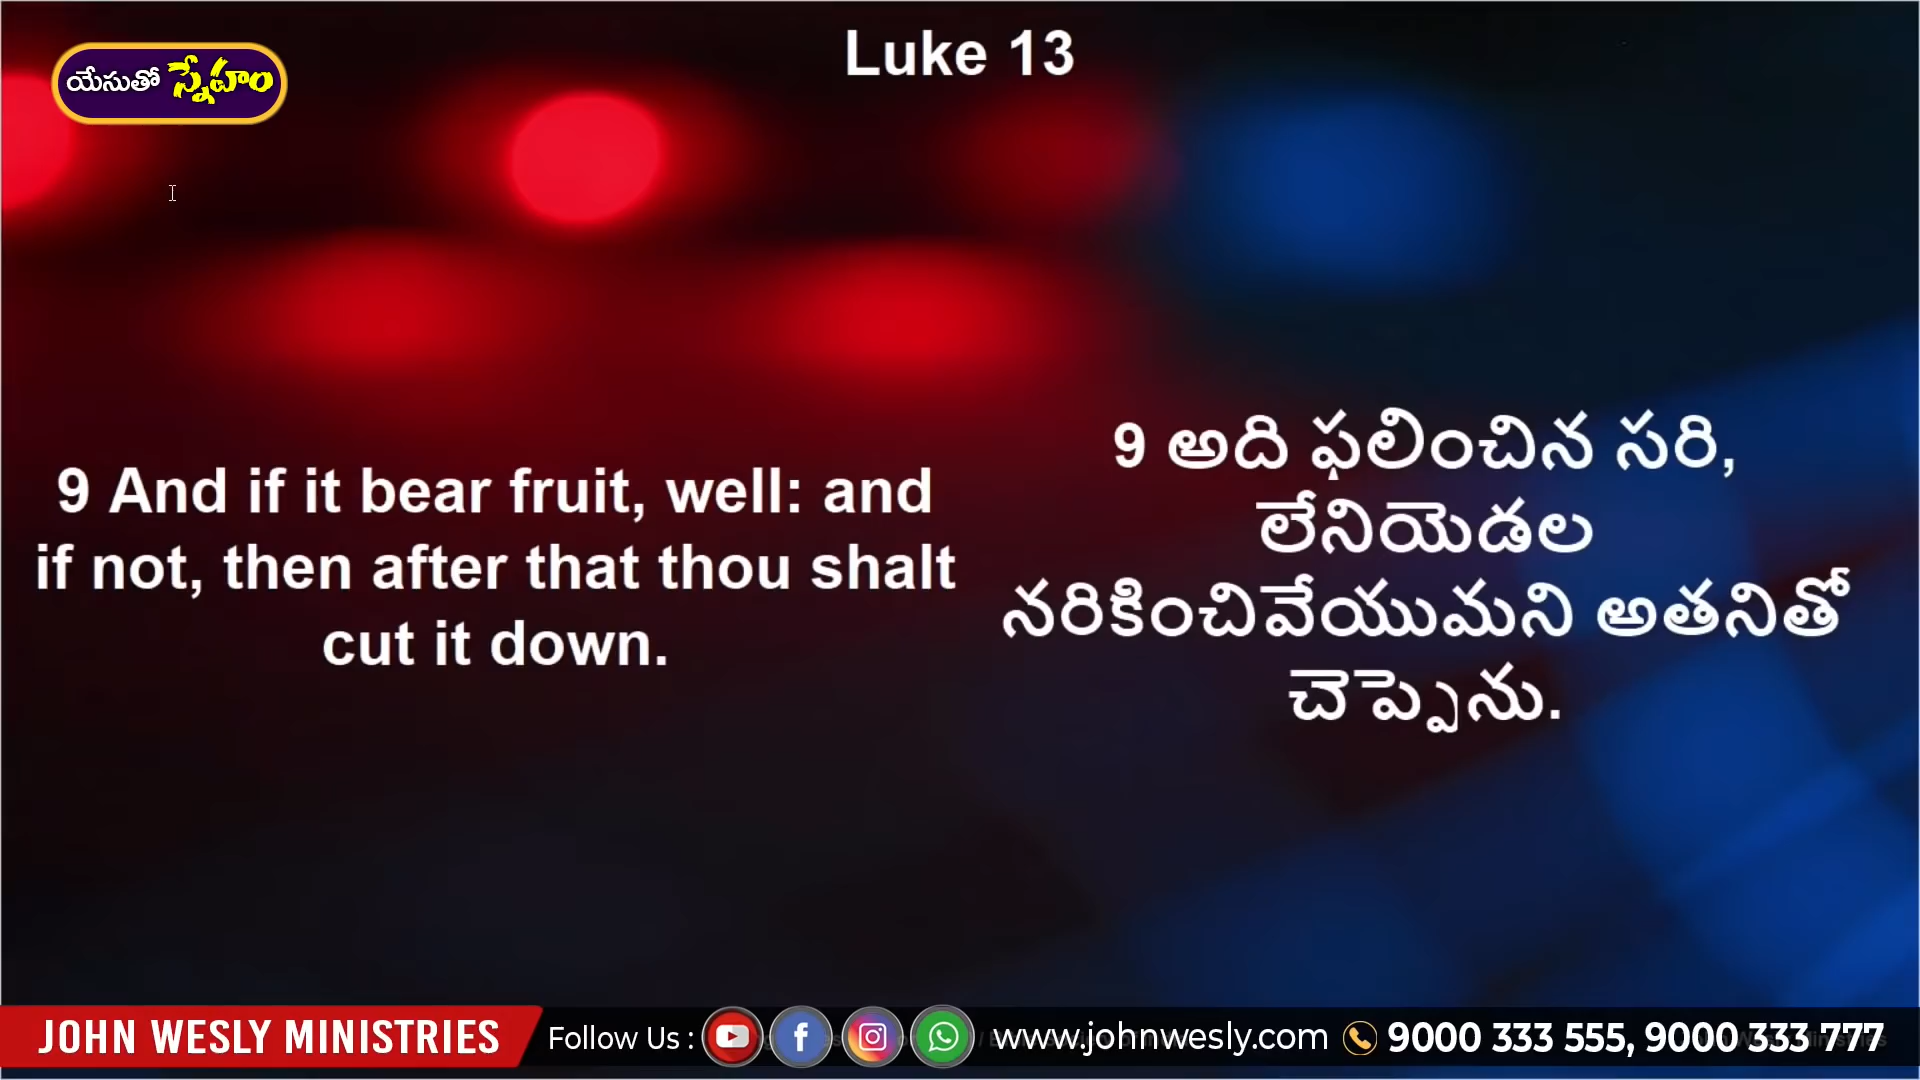 Luke 13
యేసుతో స్నేహం
9 And if it bear fruit, well: and
if not, then after that thou shalt
cut it down.
9 అది ఫలించిన సరి,
లేనియెడల
నరికించివేయుమని అతనితో
చెప్పెను.
JOHN WESLY MINISTRIES
Follow Us :
www.johnwesly.com
9000 333 555, 9000 333 777